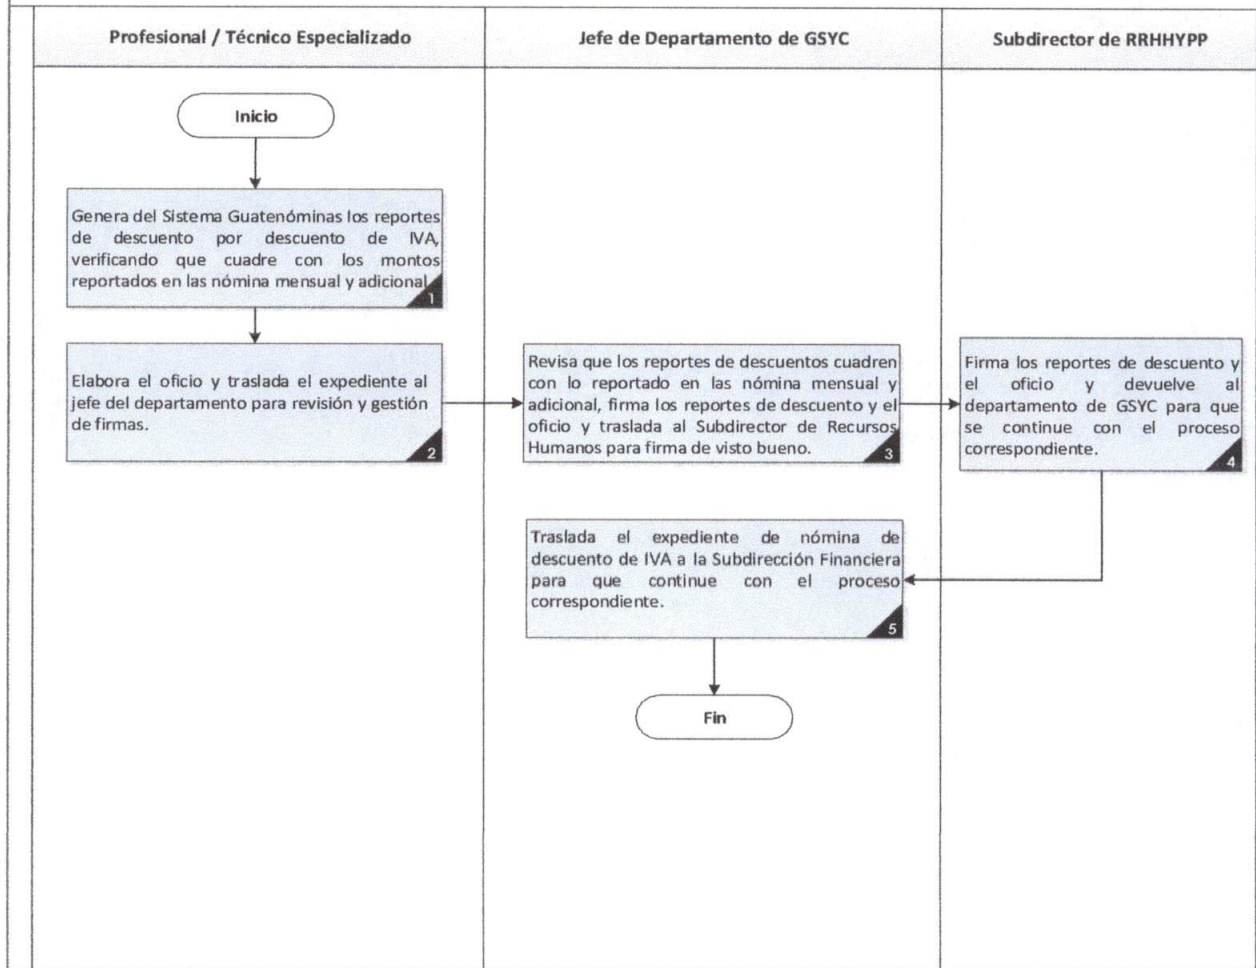 Profesional / Técnico Especializado
Jefe de Departamento de GSYC
Subdirector de RRHHYPP
Inicio
Genera del Sistema Guatenóminas los reportes
de descuento por descuento de IVA,
verificando que cuadre con los montos
reportados en las nómina mensual y adicional
1
Elabora el oficio y traslada el expediente al
jefe del departamento para revisión y gestión
de firmas.
2
Revisa que los reportes de descuentos cuadren
con lo reportado en las nómina mensual y
adicional, firma los reportes de descuento y el
oficio y traslada al Subdirector de Recursos
Humanos para firma de visto bueno.
3
Firma los reportes de descuento y
el oficio y devuelve al
departamento de GSYC para que
se continue con el proceso
correspondiente.
4
Traslada el expediente de nómina de
descuento de IVA a la Subdirección Financiera
para que continue con el proceso
correspondiente.
5
Fin